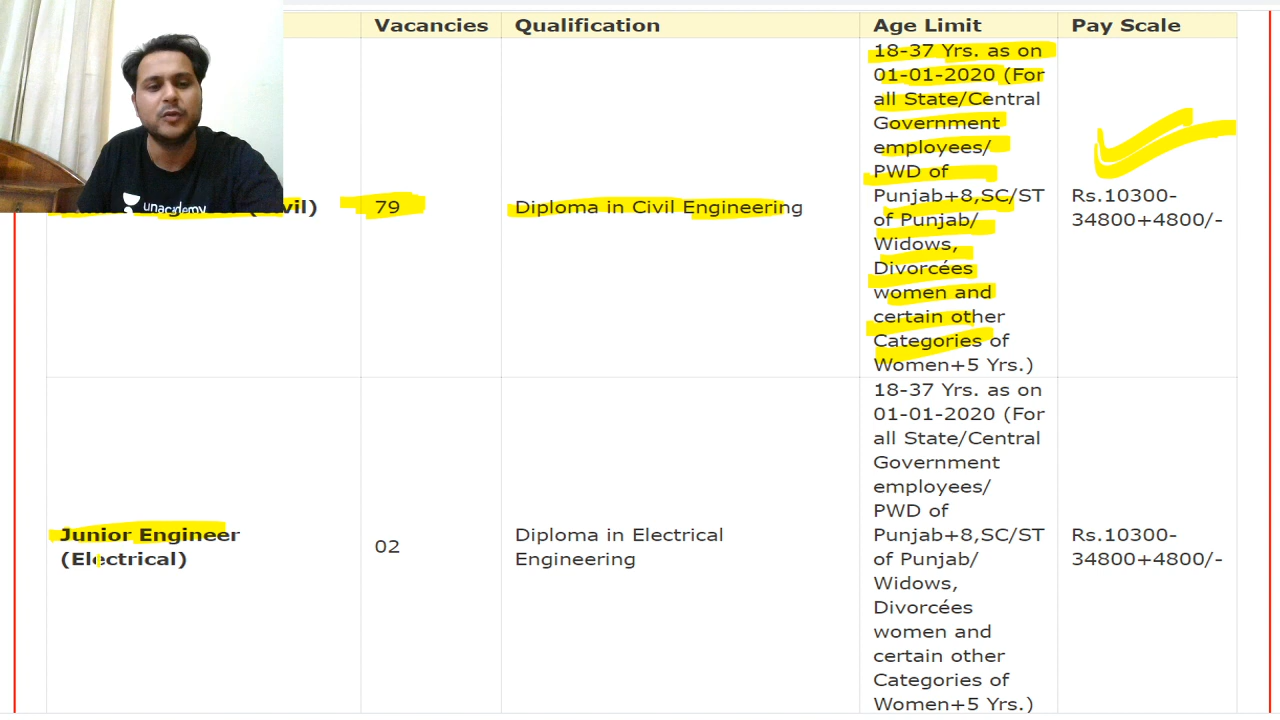 Vacancies
Qualification
Age Limit
Pay Scale
unacademy
vil)
79
Diploma in Civil Engineering
18-37 Yrs. as on
01-01-2020 (For
all State/Central
Government
employees/
PWD of
Punjab+8,SC/ST
of Punjab/
Widows,
Divorcées
women and
certain other
Categories of
Women+5 Yrs.)
Rs.10300-
34800+4800/-
Junior Engineer
(Electrical)
02
Diploma in Electrical
Engineering
18-37 Yrs. as on
01-01-2020 (For
all State/Central
Government
employees/
PWD of
Punjab+8,SC/ST
of Punjab/
Widows,
Divorcées
women and
certain other
Categories of
Women+5 Yrs.)
Rs.10300-
34800+4800/-